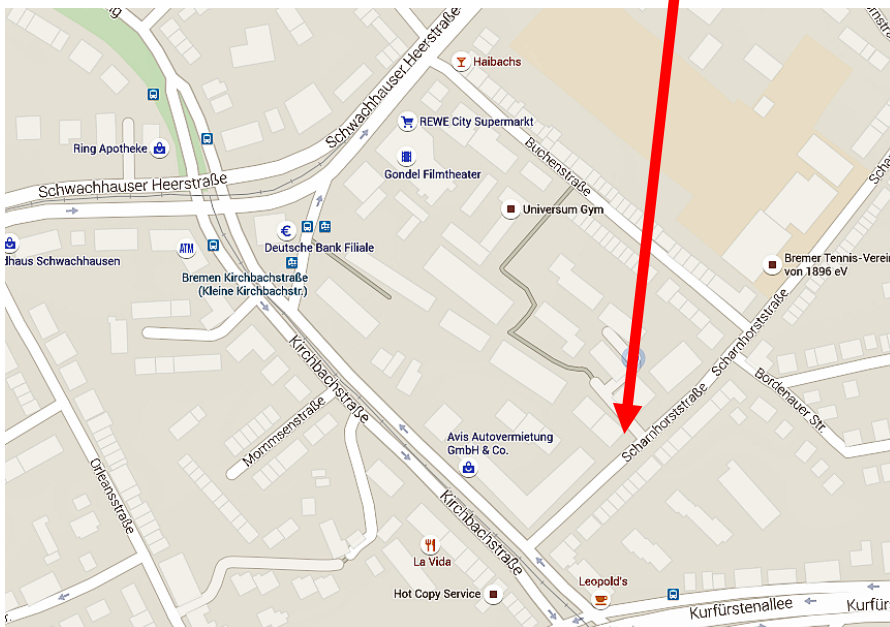 Haibachs
Schwachhauser Heerstraße
REWE City Supermarkt
Ring Apotheke
Gondel Filmtheater
Buchenstraße
Schwachhauser Heerstraße
Universum Gym
€
Deutsche Bank Filiale
ATM
dhaus Schwachhausen
Bremer Tennis-Verein
von 1896 eV
Bremen Kirchbachstraße
(Kleine Kirchbachstr.)
Scharnhorststraße
Kirchbachstraße
Bordenauer Str.
Mommsenstraße
Scharnhorststraße
Avis Autovermietung
GmbH & Co.
Orleansstraße
Kirchbachstraße
La Vida
Leopold's
Hot Copy Service
Kurfürstenallee
Kurfür